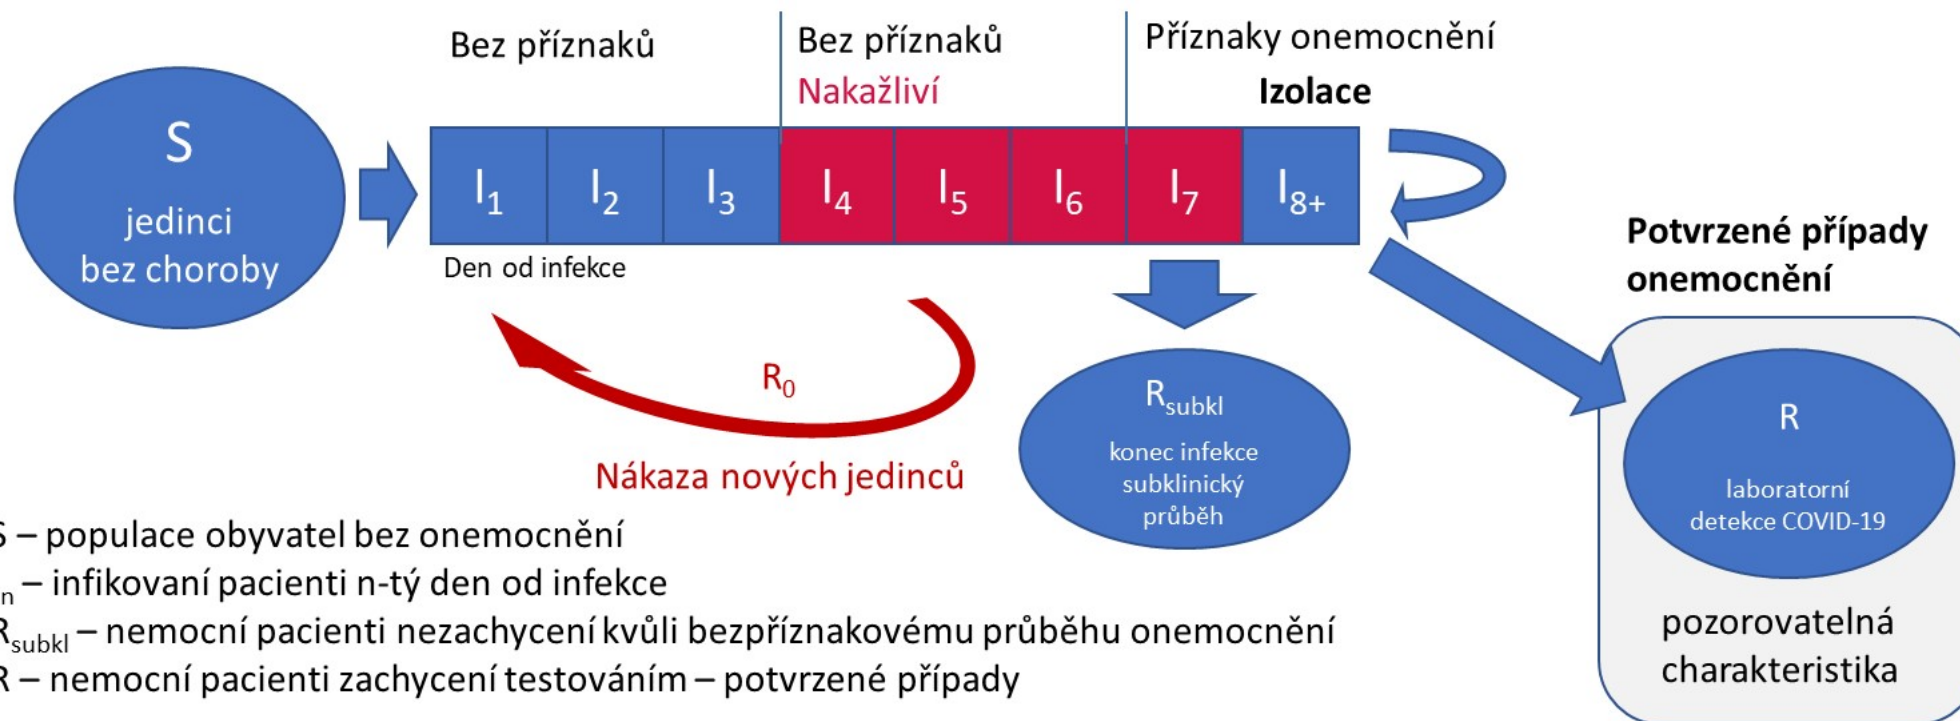 Bez příznaků
Bez příznaků
Nakažliví
Příznaky onemocnění
Izolace
S
jedinci
bez choroby
I1 I2 I3 I4 I5 I6 I7 I8+
Den od infekce
Potvrzené případy
onemocnění
R0
Nákaza nových jedinců
Rsubkl
konec infekce
subklinický
průběh
R
laboratorní
detekce COVID-19
pozorovatelná
charakteristika
S – populace obyvatel bez onemocnění
n – infikovaní pacienti n-tý den od infekce
Rsubkl – nemocní pacienti nezachycení kvůli bezpříznakovému průběhu onemocnění
R – nemocní pacienti zachycení testováním – potvrzené případy